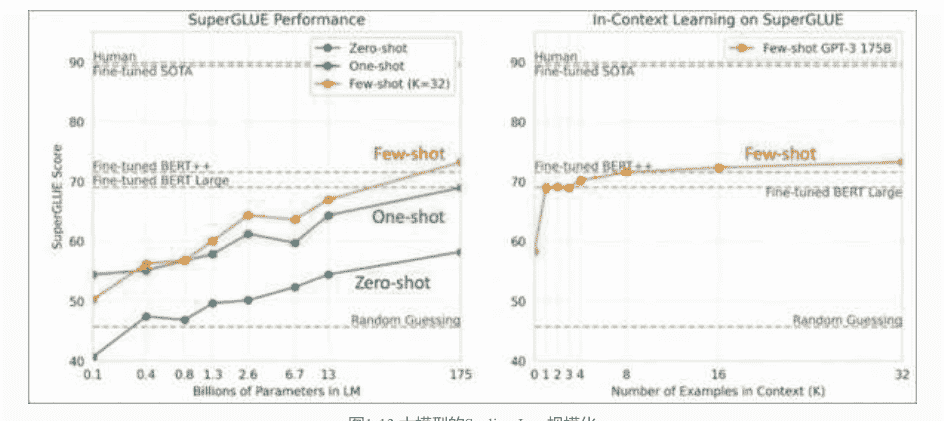 SuperGLUE Performance
Human
Fine-tuned SOTA
Zero-shot
One-shot
Few-shot (K=32)
90
80
70
60
50
40
SuperGLUE Score
Fine-tuned BERT++
Fine-tuned BERT Large
Few-shot
One-shot
Zero-shot
Random Guessing
0.1 0.4 0.8 1.3 2.6 6.7 13 175
Billions of Parameters in LM
In-Context Learning on SuperGLUE
Human
Fine-tuned SOTA
Few-shot GPT-3 175B
90
80
70
60
50
40
Fine-tuned BERT++
Few-shot
Fine-tuned BERT Large
Random Guessing
0 1 2 3 4 8 16 32
Number of Examples in Context (K)